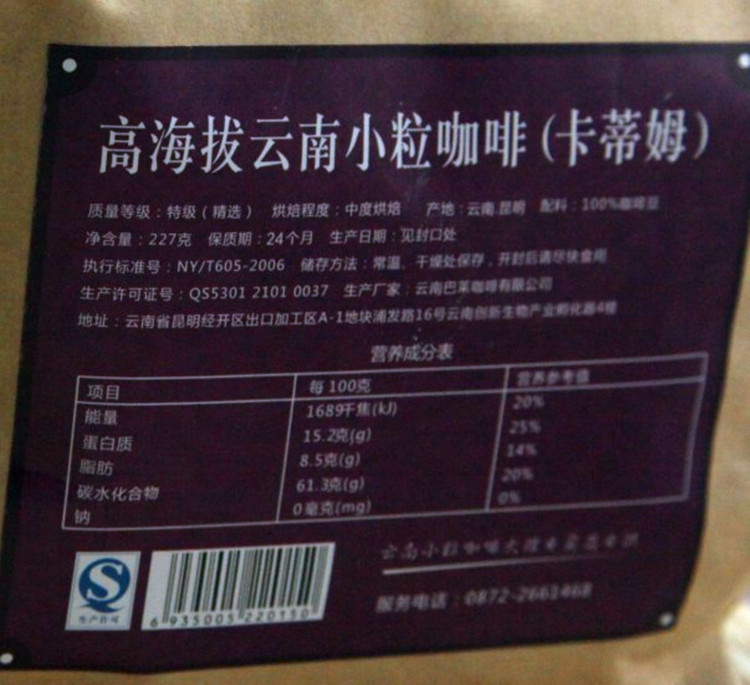 高海拔云南小粒咖啡(卡蒂姆)
质量等级：特级（精选） 烘焙程度：中度烘焙 产地：云南.昆明 配料：100%咖啡豆
净含量：227克 保质期：24个月 生产日期：见封口处
执行标准号：NY/T605-2006 储存方法：常温、干燥处保存，开封后请尽快食用
生产许可证号：QS5301 2101 0037 生产厂家：云南巴莱咖啡有限公司
地址：云南省昆明经开区出口加工区A-1地块浦发路16号云南创新生物产业孵化器4幢
营养成分表
项目 每100克 营养参考值
能量 1689千焦(kJ) 20%
蛋白质 15.2克(g) 25%
脂肪 8.5克(g) 14%
碳水化合物 61.3克(g) 20%
钠 0毫克(mg) 0%
云南小粒咖啡
生产许可
6 935005 220150
服务电话：0872-2661468